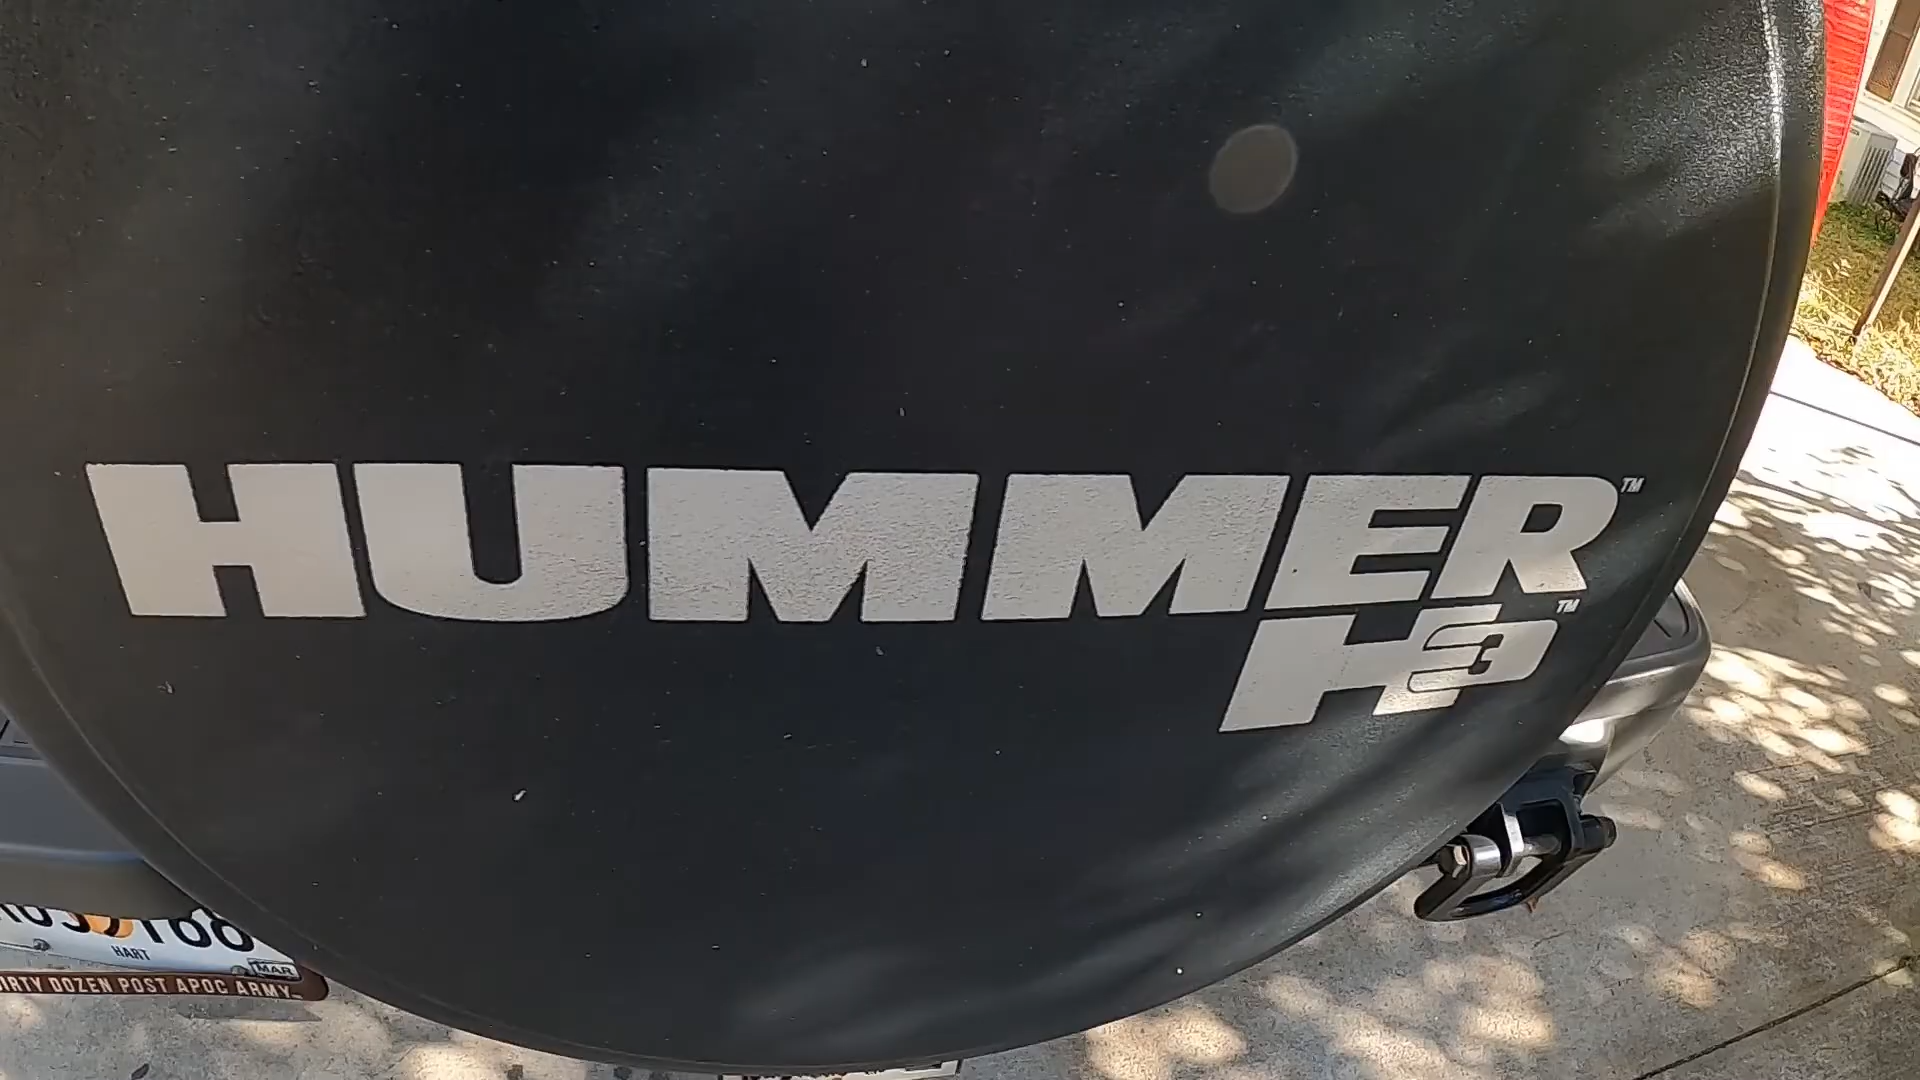 HUMMER™
H3™
HART
MAR
DIRTY DOZEN POST APOC ARMY